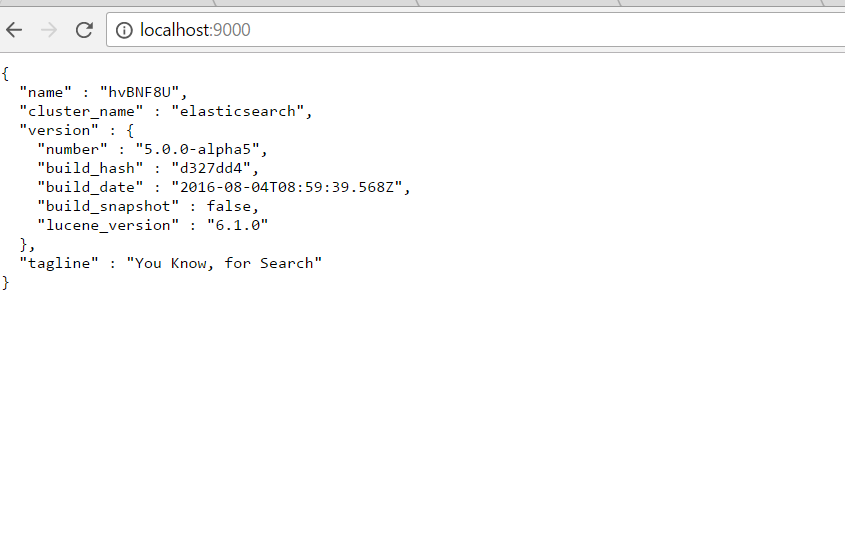 localhost:9000
{
  "name" : "hvBNF8U",
  "cluster_name" : "elasticsearch",
  "version" : {
    "number" : "5.0.0-alpha5",
    "build_hash" : "d327dd4",
    "build_date" : "2016-08-04T08:59:39.568Z",
    "build_snapshot" : false,
    "lucene_version" : "6.1.0"
  },
  "tagline" : "You Know, for Search"
}